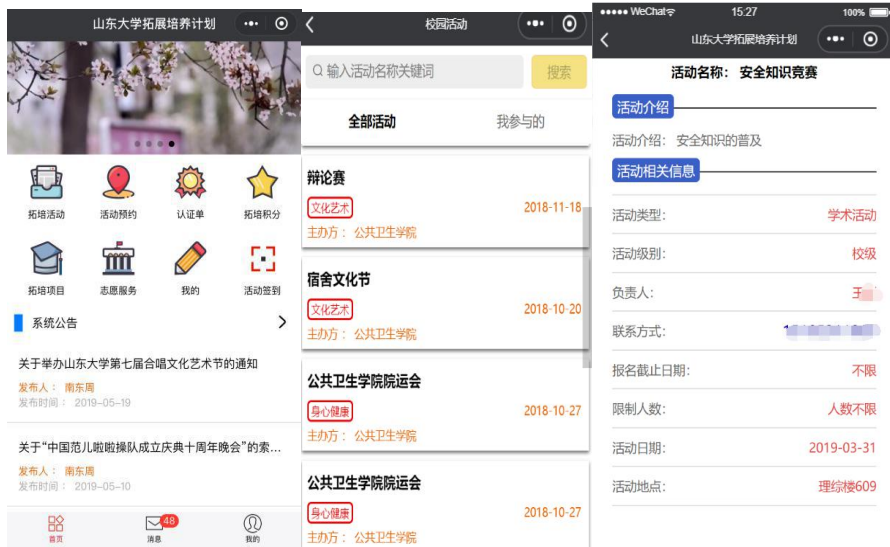 山东大学拓展培养计划
拓培活动
活动预约
认证单
拓培积分
拓培项目
志愿服务
我的
活动签到
系统公告
关于举办山东大学第七届合唱文化艺术节的通知
发布人： 南东周
发布时间： 2019-05-19
关于“中国范儿啦啦操队成立庆典十周年晚会”的索...
发布人： 南东周
发布时间： 2019-05-10
首页
48
消息
我的
校园活动
输入活动名称关键词
搜索
全部活动
我参与的
辩论赛
文化艺术
2018-11-18
主办方： 公共卫生学院
宿舍文化节
文化艺术
2018-10-20
主办方： 公共卫生学院
公共卫生学院院运会
身心健康
2018-10-27
主办方： 公共卫生学院
公共卫生学院院运会
身心健康
2018-10-27
主办方： 公共卫生学院
WeChat 15:27 100%
山东大学拓展培养计划
活动名称： 安全知识竞赛
活动介绍
活动介绍： 安全知识的普及
活动相关信息
活动类型： 学术活动
活动级别： 校级
负责人： 王
联系方式：
报名截止日期： 不限
限制人数： 人数不限
活动日期： 2019-03-31
活动地点： 理综楼609